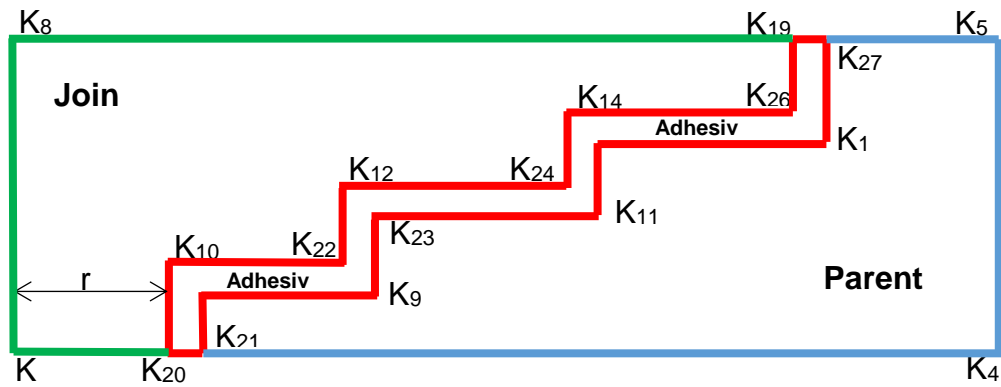 K8
K19
K5
K27
Join
K14
K26
Adhesiv
K1
K12
K24
K11
K10
K22
K23
r
Adhesiv
K9
Parent
K21
K
K20
K4